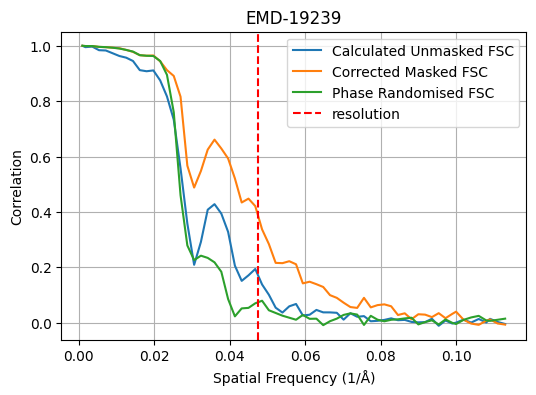 EMD-19239
Calculated Unmasked FSC
Corrected Masked FSC
Phase Randomised FSC
resolution
Correlation
1.0
0.8
0.6
0.4
0.2
0.0
0.00 0.02 0.04 0.06 0.08 0.10
Spatial Frequency (1/Å)